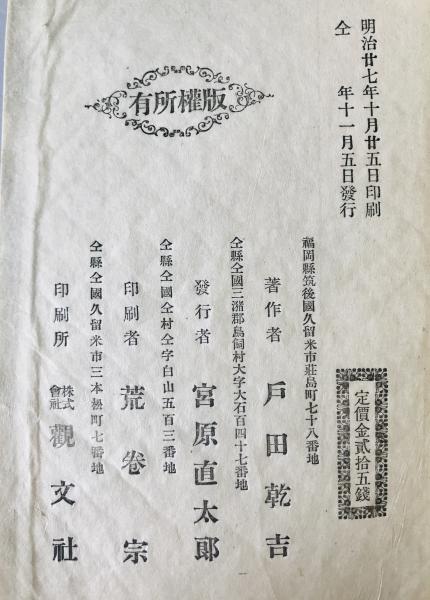 明治廿七年十月廿五日印刷
仝 年十一月五日發行
版權所有
定價金貳拾五錢
福岡縣筑後國久留米市莊島町七十八番地
著作者 戸田乾吉
仝縣仝國三潴郡鳥飼村大字大石百四十七番地
發行者 宮原直太郎
仝縣仝國仝村仝字白山五百三番地
印刷者 荒巻宗
仝縣仝國久留米市三本松町七番地
印刷所 株式會社觀文社